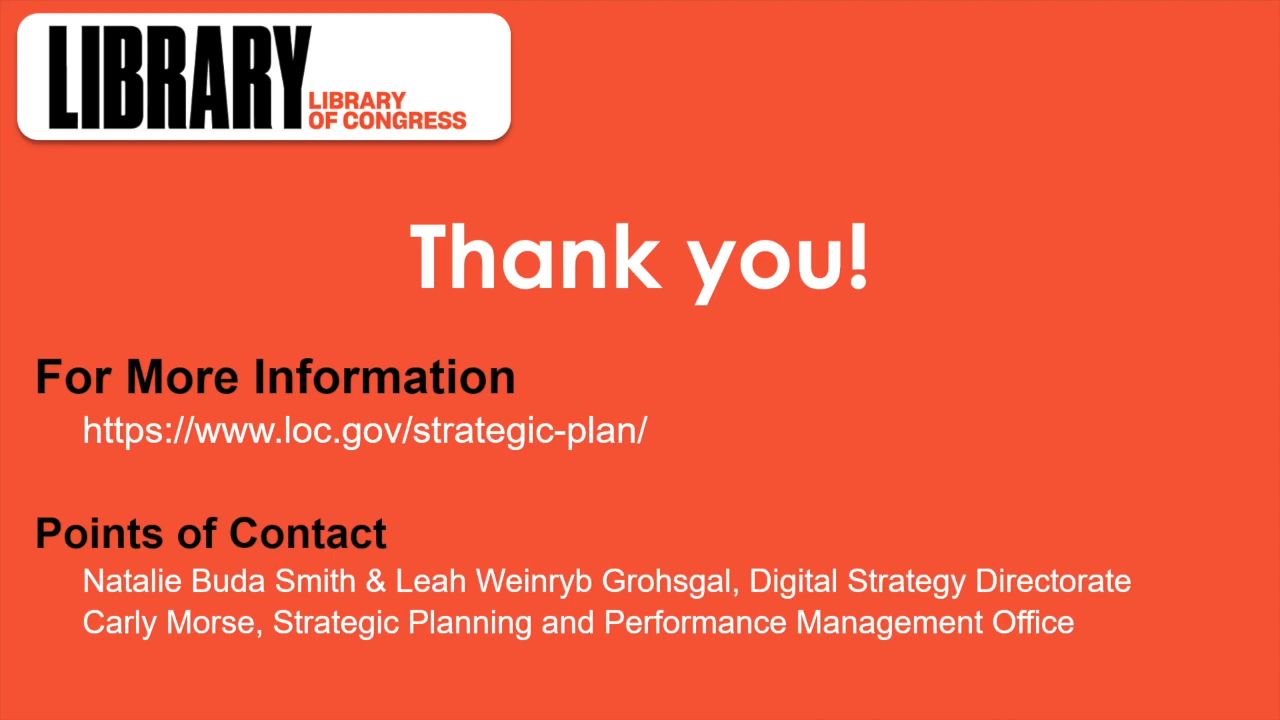 LIBRARY
LIBRARY
OF CONGRESS
Thank you!
For More Information
https://www.loc.gov/strategic-plan/
Points of Contact
Natalie Buda Smith & Leah Weinryb Grohsgal, Digital Strategy Directorate
Carly Morse, Strategic Planning and Performance Management Office